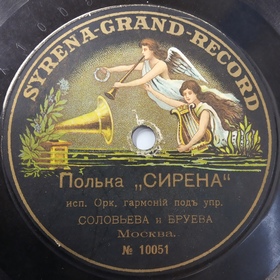 SYRENA-GRAND-RECORD
Полька „СИРЕНА“
исп. Орк. гармоній подъ упр.
СОЛОВЬЕВА и БРУЕВА
Москва.
№ 10051